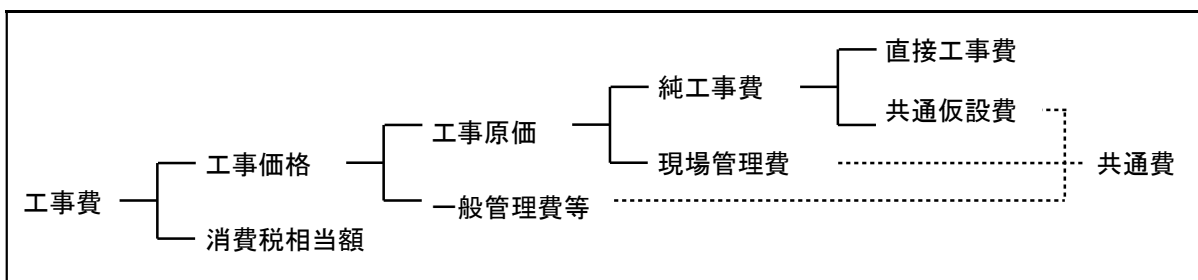 直接工事費
純工事費
共通仮設費
工事原価
工事価格
現場管理費
共通費
工事費
一般管理費等
消費税相当額